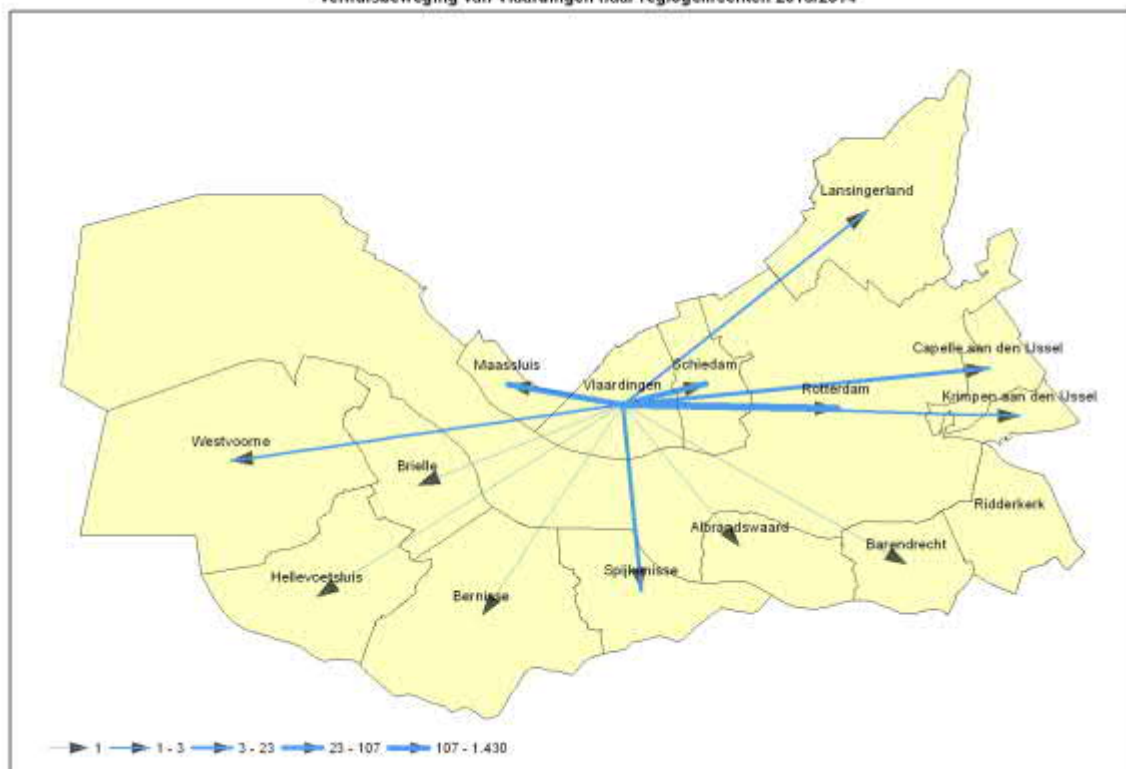 Verhuisbeweging van Vlaardingen naar regiogemeenten 2013/2014
Lansingerland
Capelle aan den IJssel
Maassluis
Schiedam
Vlaardingen
Rotterdam
Krimpen aan den IJssel
Westvoorne
Brielle
Ridderkerk
Albrandswaard
Barendrecht
Hellevoetsluis
Spijkenisse
Bernisse
1 1 - 3 3 - 23 23 - 107 107 - 1.430